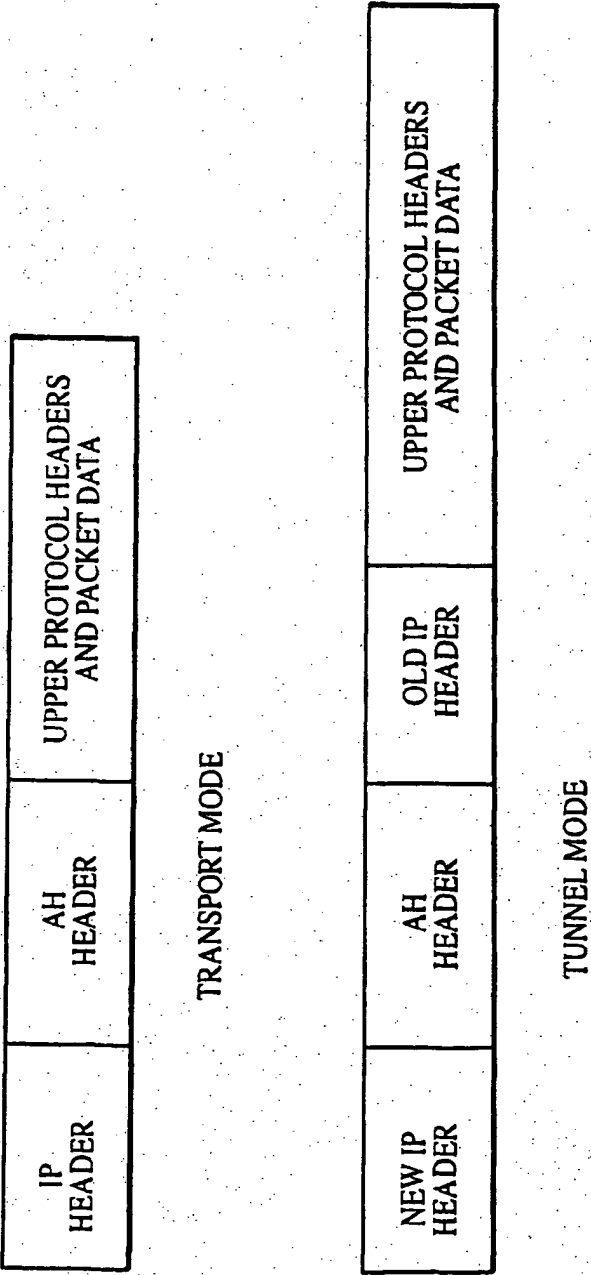 IP
HEADER
AH
HEADER
UPPER PROTOCOL HEADERS
AND PACKET DATA
TRANSPORT MODE
NEW IP
HEADER
AH
HEADER
OLD IP
HEADER
UPPER PROTOCOL HEADERS
AND PACKET DATA
TUNNEL MODE